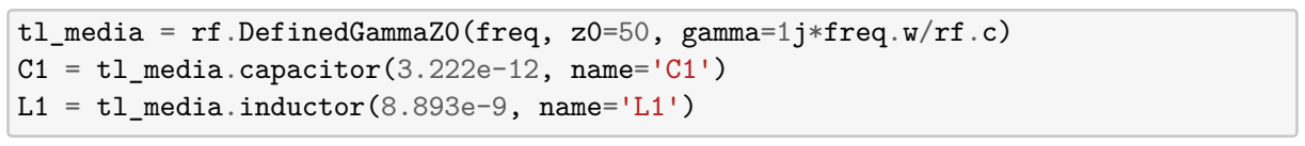 tl_media = rf.DefinedGammaZ0(freq, z0=50, gamma=1j*freq.w/rf.c)
C1 = tl_media.capacitor(3.222e-12, name='C1')
L1 = tl_media.inductor(8.893e-9, name='L1')